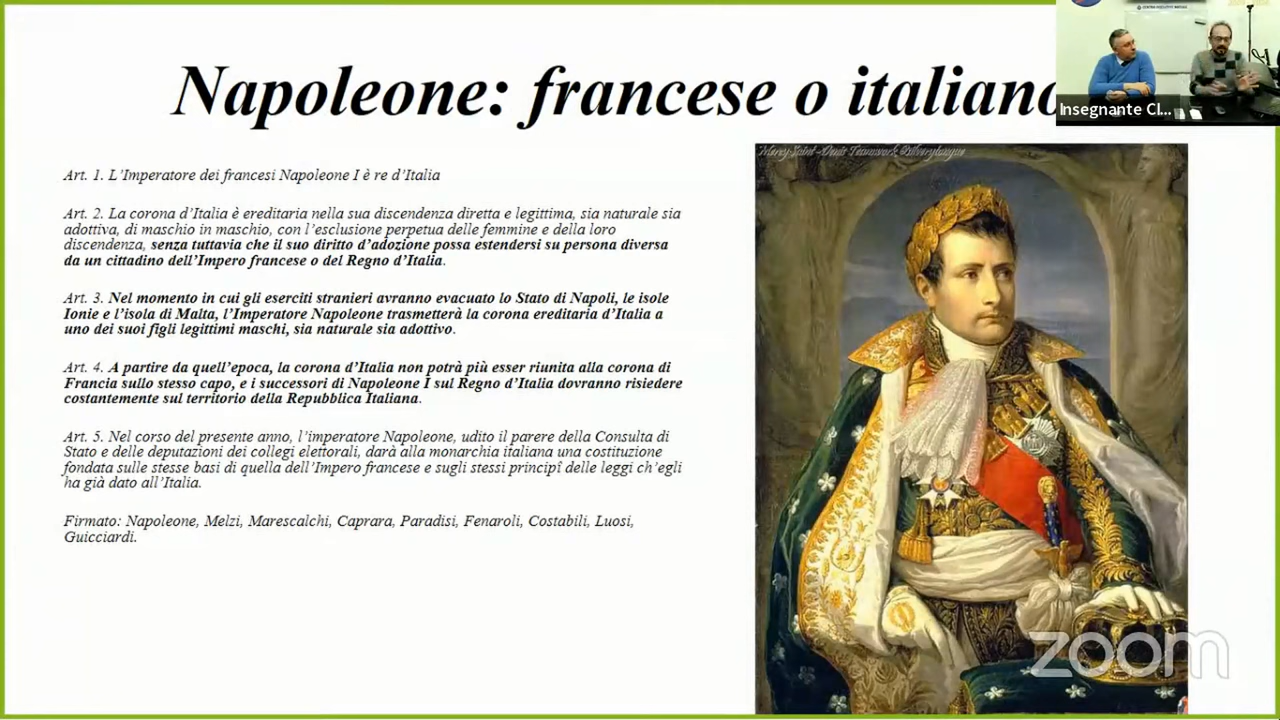 Napoleone: francese o italiano
Insegnante Cl...
Art. 1. L'Imperatore dei francesi Napoleone I è re d'Italia
Art. 2. La corona d'Italia è ereditaria nella sua discendenza diretta e legittima, sia naturale sia
adottiva, di maschio in maschio, con l'esclusione perpetua delle femmine e della loro
discendenza, senza tuttavia che il suo diritto d'adozione possa estendersi su persona diversa
da un cittadino dell'Impero francese o del Regno d'Italia.
Art. 3. Nel momento in cui gli eserciti stranieri avranno evacuato lo Stato di Napoli, le isole
Ionie e l'isola di Malta, l'Imperatore Napoleone trasmetterà la corona ereditaria d'Italia a
uno dei suoi figli legittimi maschi, sia naturale sia adottivo.
Art. 4. A partire da quell'epoca, la corona d'Italia non potrà più esser riunita alla corona di
Francia sullo stesso capo, e i successori di Napoleone I sul Regno d'Italia dovranno risiedere
costantemente sul territorio della Repubblica Italiana.
Art. 5. Nel corso del presente anno, l'imperatore Napoleone, udito il parere della Consulta di
Stato e delle deputazioni dei collegi elettorali, darà alla monarchia italiana una costituzione
fondata sulle stesse basi di quella dell'Impero francese e sugli stessi principî delle leggi ch'egli
ha già dato all'Italia.
Firmato: Napoleone, Melzi, Marescalchi, Caprara, Paradisi, Fenaroli, Costabili, Luosi,
Guicciardi.
zoom